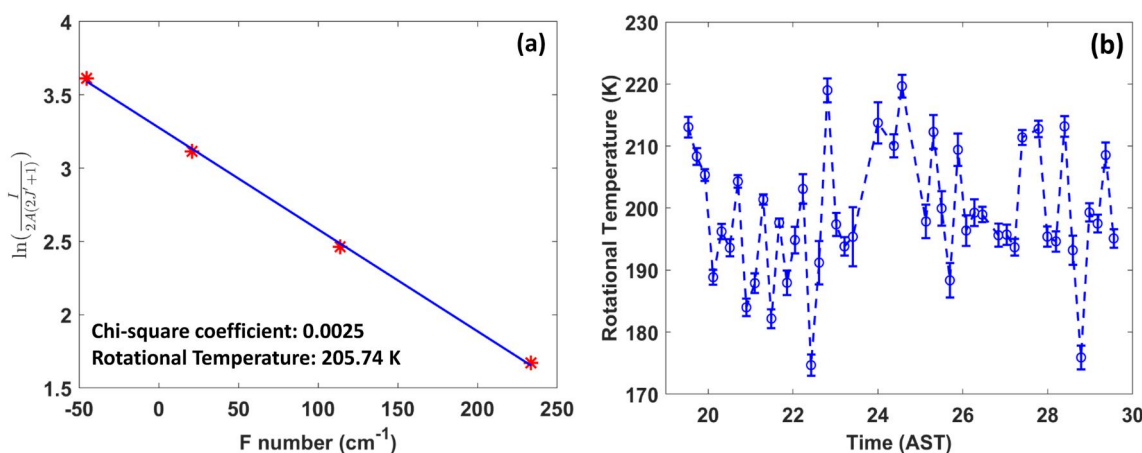 (a)
4
3.5
3
2.5
2
1.5
ln(I/2A(2J'+1))
Chi-square coefficient: 0.0025
Rotational Temperature: 205.74 K
-50 0 50 100 150 200 250
F number (cm⁻¹)
(b)
230
220
210
200
190
180
170
Rotational Temperature (K)
20 22 24 26 28 30
Time (AST)